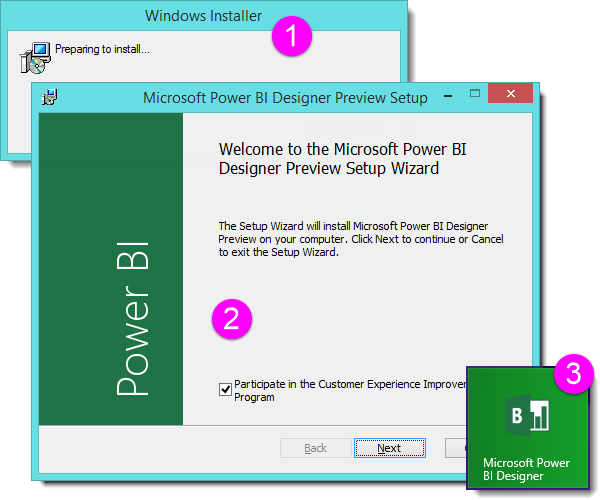 Windows Installer
1
Preparing to install...
Microsoft Power BI Designer Preview Setup
Power BI
Welcome to the Microsoft Power BI
Designer Preview Setup Wizard
The Setup Wizard will install Microsoft Power BI Designer
Preview on your computer. Click Next to continue or Cancel
to exit the Setup Wizard.
2
Participate in the Customer Experience
Program
Back
Next
3
B
Microsoft Power
BI Designer